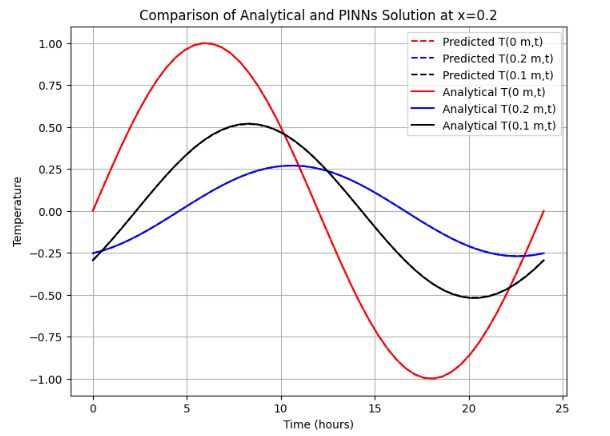 Comparison of Analytical and PINNs Solution at x=0.2
Predicted T(0 m,t)
Predicted T(0.2 m,t)
Predicted T(0.1 m,t)
Analytical T(0 m,t)
Analytical T(0.2 m,t)
Analytical T(0.1 m,t)
Temperature
1.00
0.75
0.50
0.25
0.00
−0.25
−0.50
−0.75
−1.00
0 5 10 15 20 25
Time (hours)